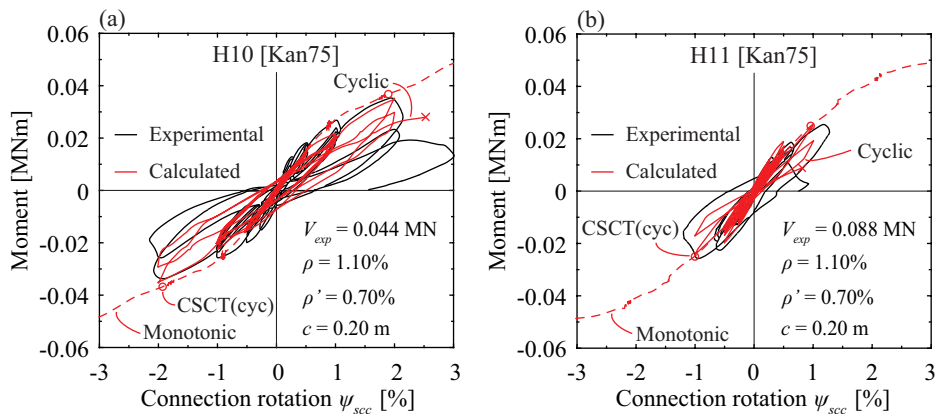 (a)
H10 [Kan75]
0.06
0.04
0.02
0
-0.02
-0.04
-0.06
Moment [MNm]
Cyclic
Experimental
Calculated
V_exp = 0.044 MN
ρ = 1.10%
ρ' = 0.70%
c = 0.20 m
CSCT(cyc)
Monotonic
-3 -2 -1 0 1 2 3
Connection rotation ψ_scc [%]
(b)
H11 [Kan75]
0.06
0.04
0.02
0
-0.02
-0.04
-0.06
Moment [MNm]
Experimental
Calculated
Cyclic
CSCT(cyc)
V_exp = 0.088 MN
ρ = 1.10%
ρ' = 0.70%
c = 0.20 m
Monotonic
-3 -2 -1 0 1 2 3
Connection rotation ψ_scc [%]